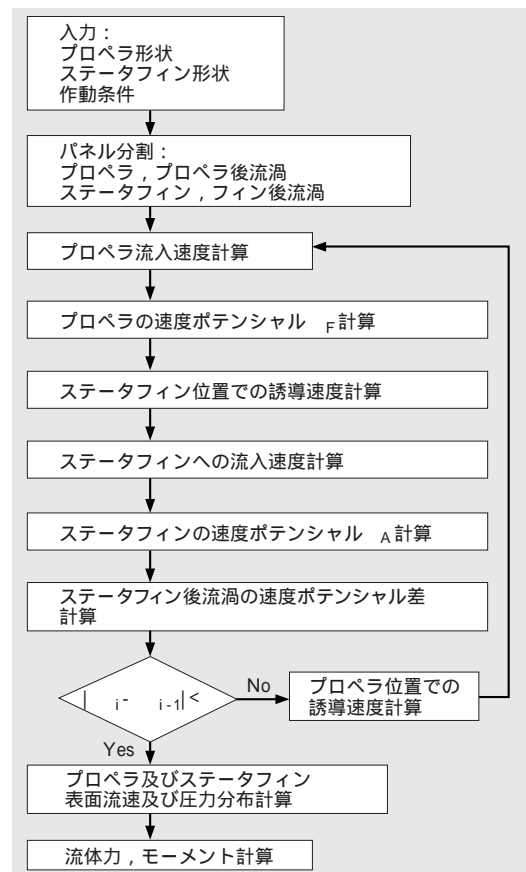 入力：
プロペラ形状
ステータフィン形状
作動条件
パネル分割：
プロペラ，プロペラ後流渦
ステータフィン，フィン後流渦
プロペラ流入速度計算
プロペラの速度ポテンシャル F計算
ステータフィン位置での誘導速度計算
ステータフィンへの流入速度計算
ステータフィンの速度ポテンシャル A計算
ステータフィン後流渦の速度ポテンシャル差
計算
| i- i-1|<
No
プロペラ位置での
誘導速度計算
Yes
プロペラ及びステータフィン
表面流速及び圧力分布計算
流体力，モーメント計算